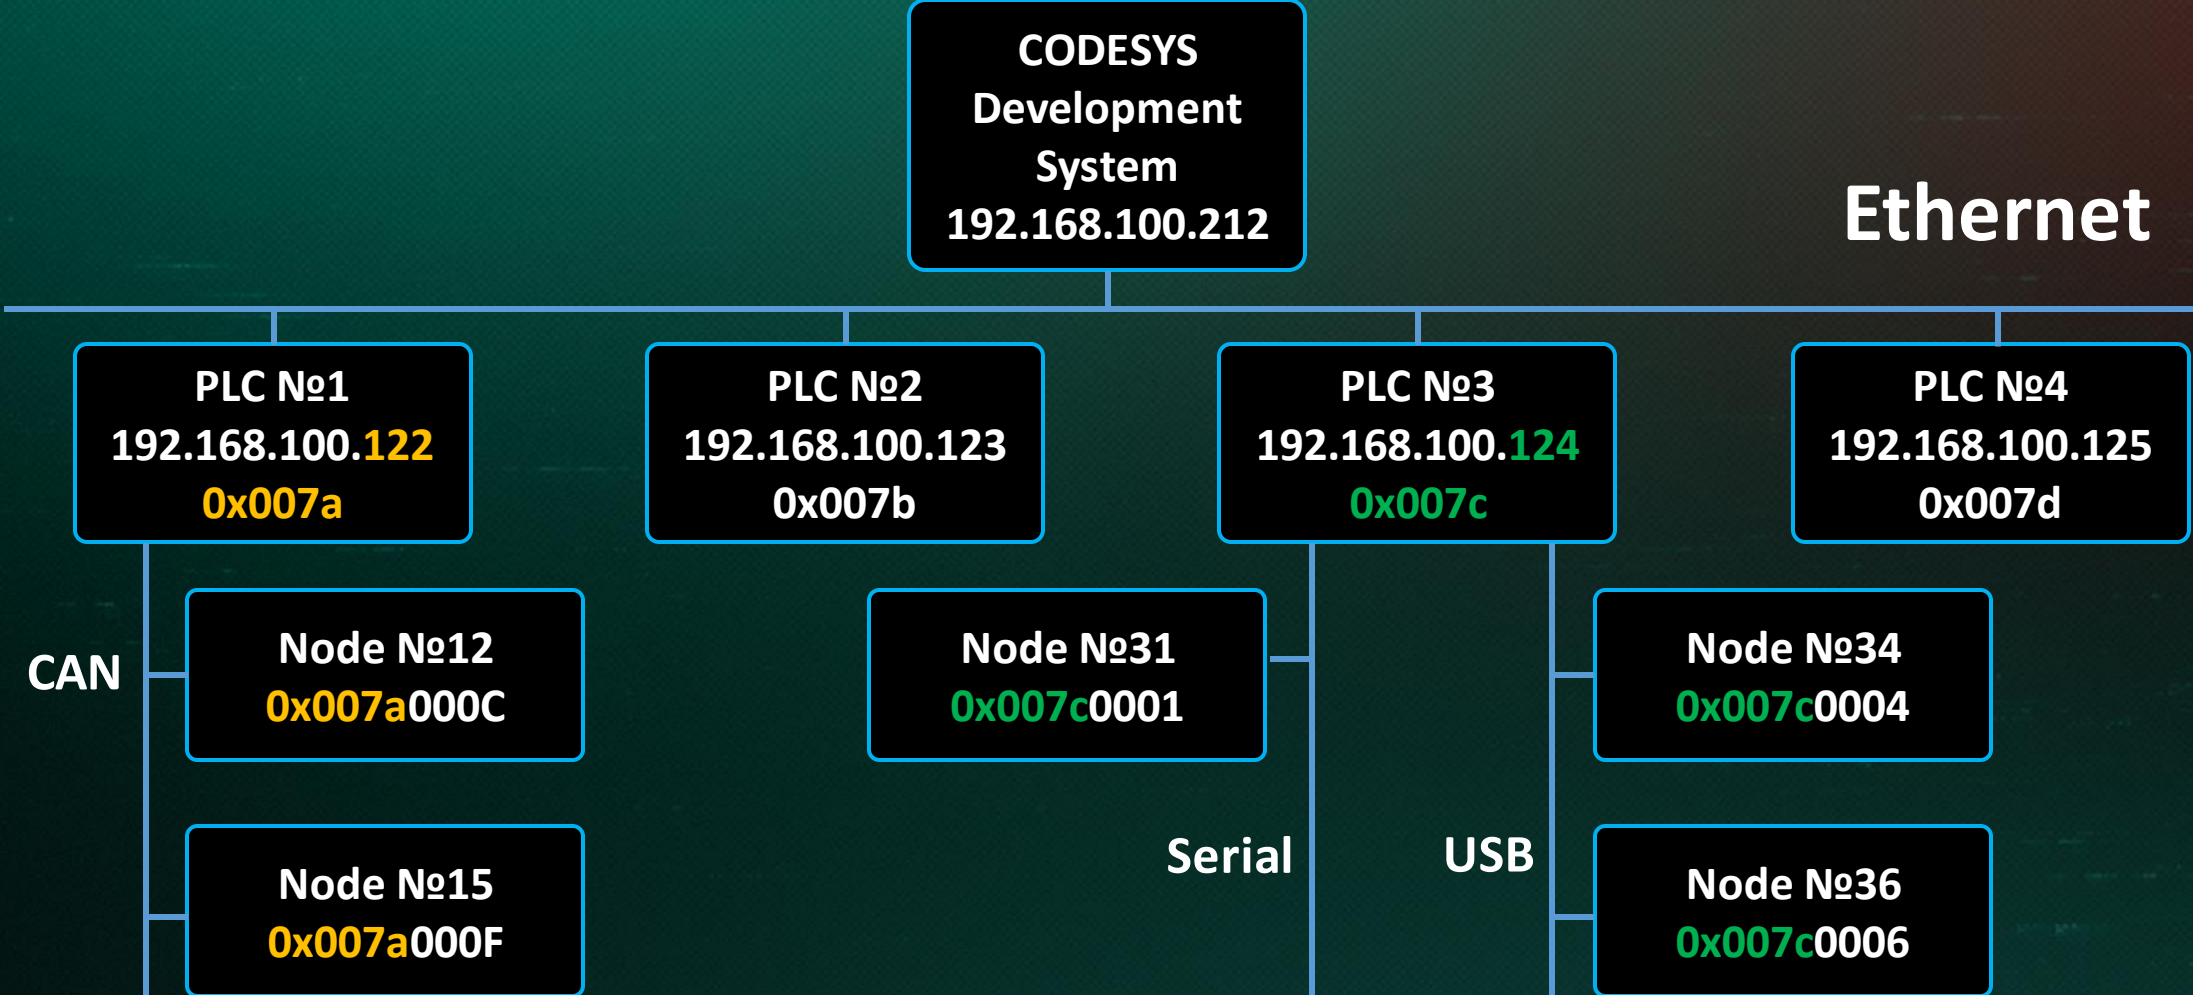 CODESYS
Development
System
192.168.100.212
Ethernet
PLC №1
192.168.100.122
0x007a
PLC №2
192.168.100.123
0x007b
PLC №3
192.168.100.124
0x007c
PLC №4
192.168.100.125
0x007d
CAN
Node №12
0x007a000C
Node №31
0x007c0001
Node №34
0x007c0004
Serial
USB
Node №15
0x007a000F
Node №36
0x007c0006